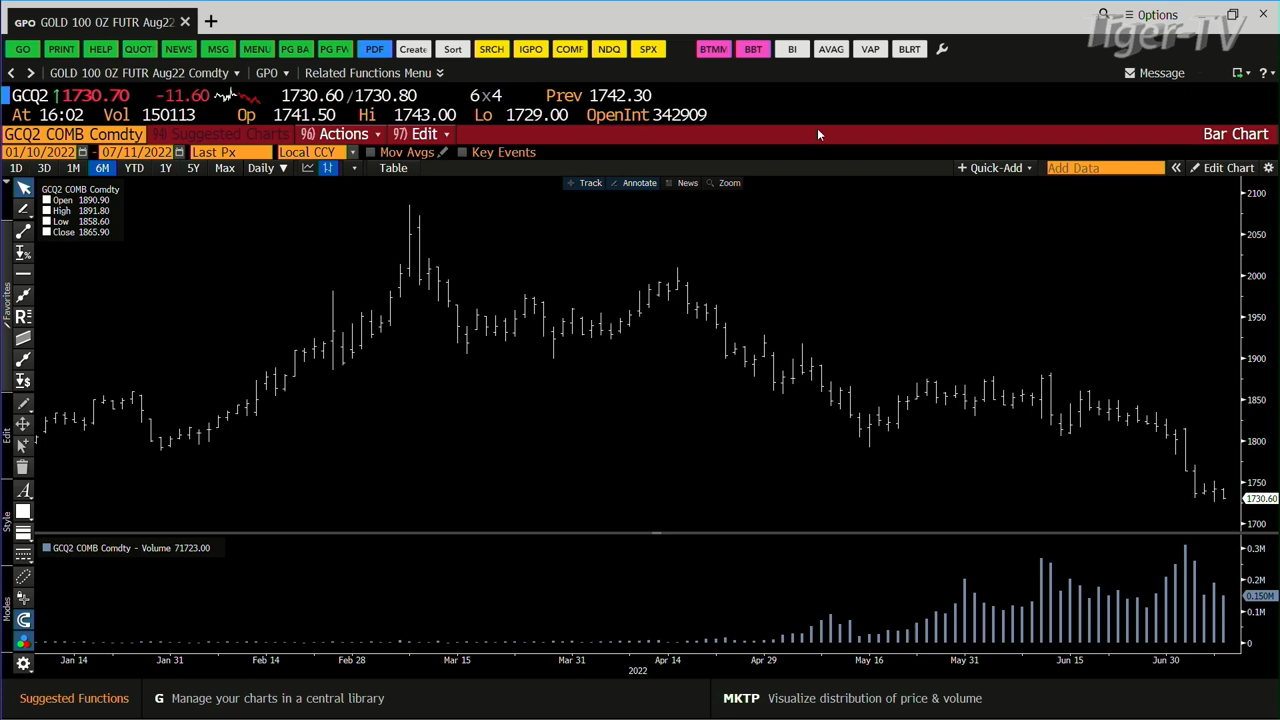 GPO GOLD 100 OZ FUTR Aug22
Options
Tiger-TV
GO PRINT HELP QUOT NEWS MSG MENU PG BA PG FW PDF Create Sort SRCH IGPO COMF NDQ SPX BTMM BBT BI AVAG VAP BLRT
GOLD 100 OZ FUTR Aug22 Comdty GPO Related Functions Menu Message ?
GCQ2 ↑1730.70 -11.60 1730.60/1730.80 6x4 Prev 1742.30
At 16:02 Vol 150113 Op 1741.50 Hi 1743.00 Lo 1729.00 OpenInt 342909
GCQ2 COMB Comdty 94) Suggested Charts 96) Actions 97) Edit Bar Chart
01/10/2022 - 07/11/2022 Last Px Local CCY Mov Avgs Key Events
1D 3D 1M 6M YTD 1Y 5Y Max Daily Table + Quick-Add Add Data Edit Chart
Track Annotate News Zoom
GCQ2 COMB Comdty
Open 1890.90
High 1891.80
Low 1858.60
Close 1865.90
2100
2050
2000
1950
1900
1850
1800
1750
1730.60
1700
Favorites
Edit
Style
Modes
GCQ2 COMB Comdty - Volume 71723.00
0.3M
0.2M
0.150M
0.1M
0
Jan 14 Jan 31 Feb 14 Feb 28 Mar 15 Mar 31 Apr 14 Apr 29 May 16 May 31 Jun 15 Jun 30
2022
Suggested Functions G Manage your charts in a central library MKTP Visualize distribution of price & volume